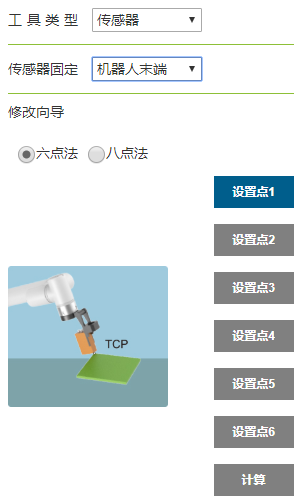 工具类型 传感器
传感器固定 机器人末端
修改向导
六点法 八点法
设置点1
设置点2
设置点3
TCP
设置点4
设置点5
设置点6
计算